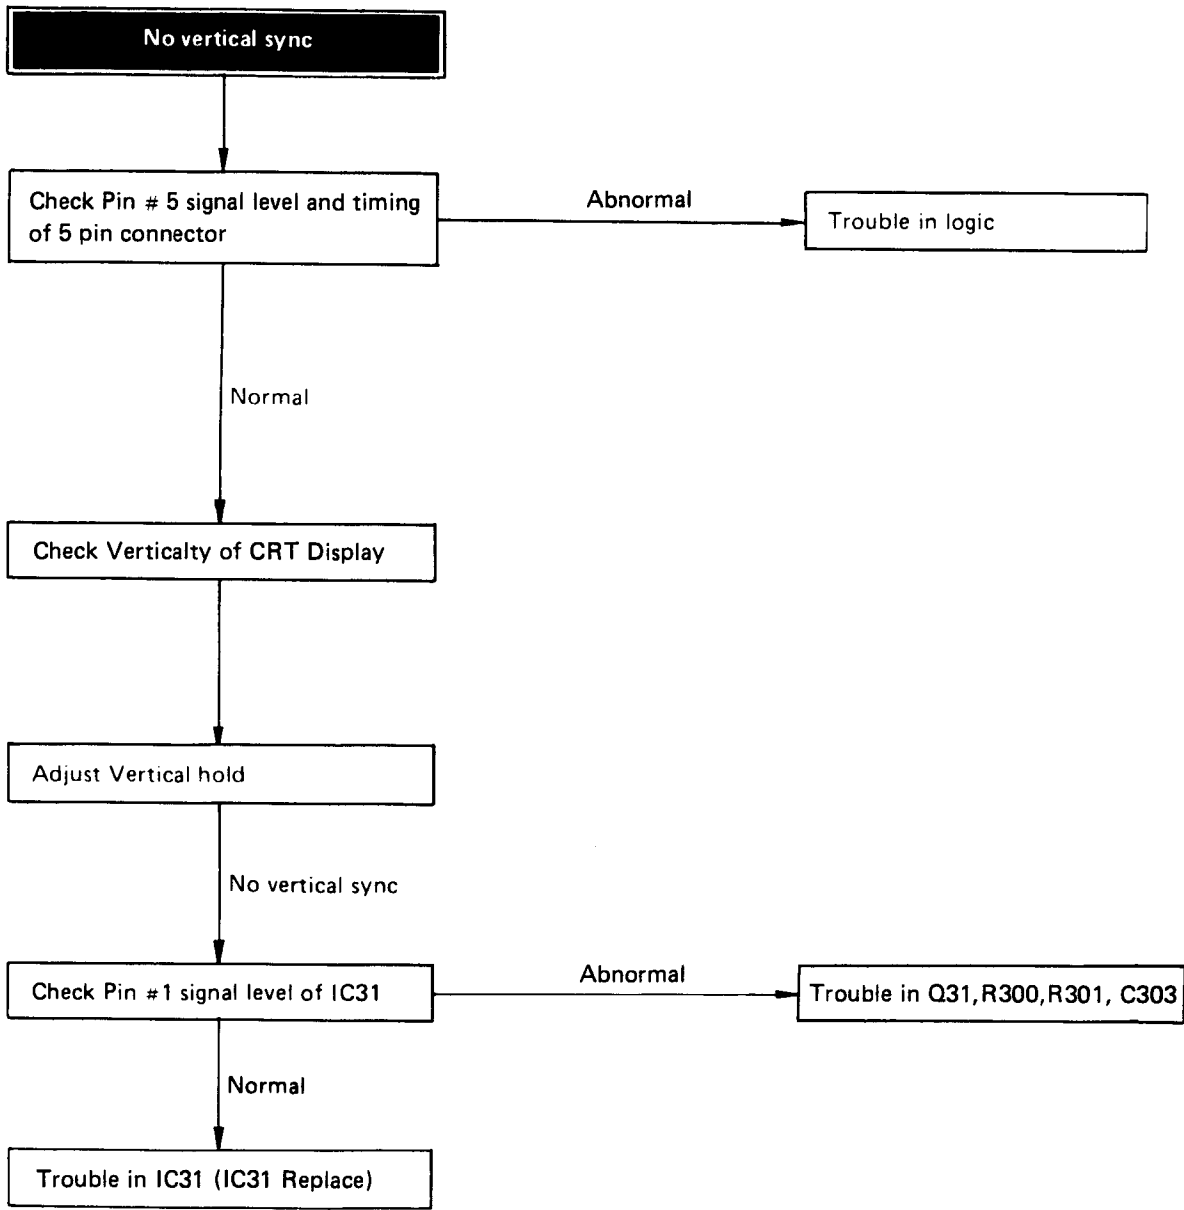 No vertical sync
Check Pin # 5 signal level and timing
of 5 pin connector
Abnormal
Trouble in logic
Normal
Check Verticalty of CRT Display
Adjust Vertical hold
No vertical sync
Check Pin #1 signal level of IC31
Abnormal
Trouble in Q31,R300,R301, C303
Normal
Trouble in IC31 (IC31 Replace)